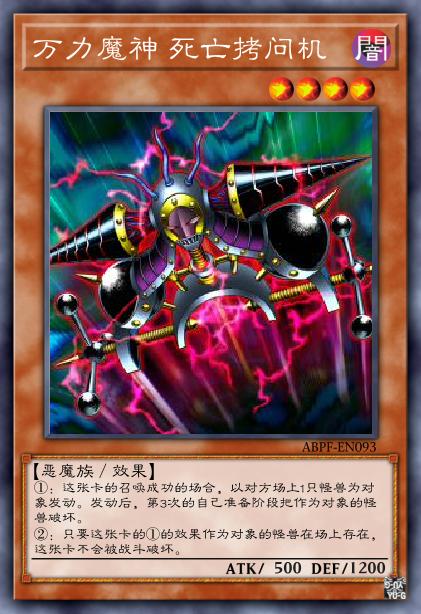 万力魔神 死亡拷问机
闇
ABPF-EN093
【恶魔族／效果】
①：这张卡的召唤成功的场合，以对方场上1只怪兽为对
象发动。发动后，第3次的自己准备阶段把作为对象的怪
兽破坏。
②：只要这张卡的①的效果作为对象的怪兽在场上存在，
这张卡不会被战斗破坏。
ATK/ 500 DEF/1200